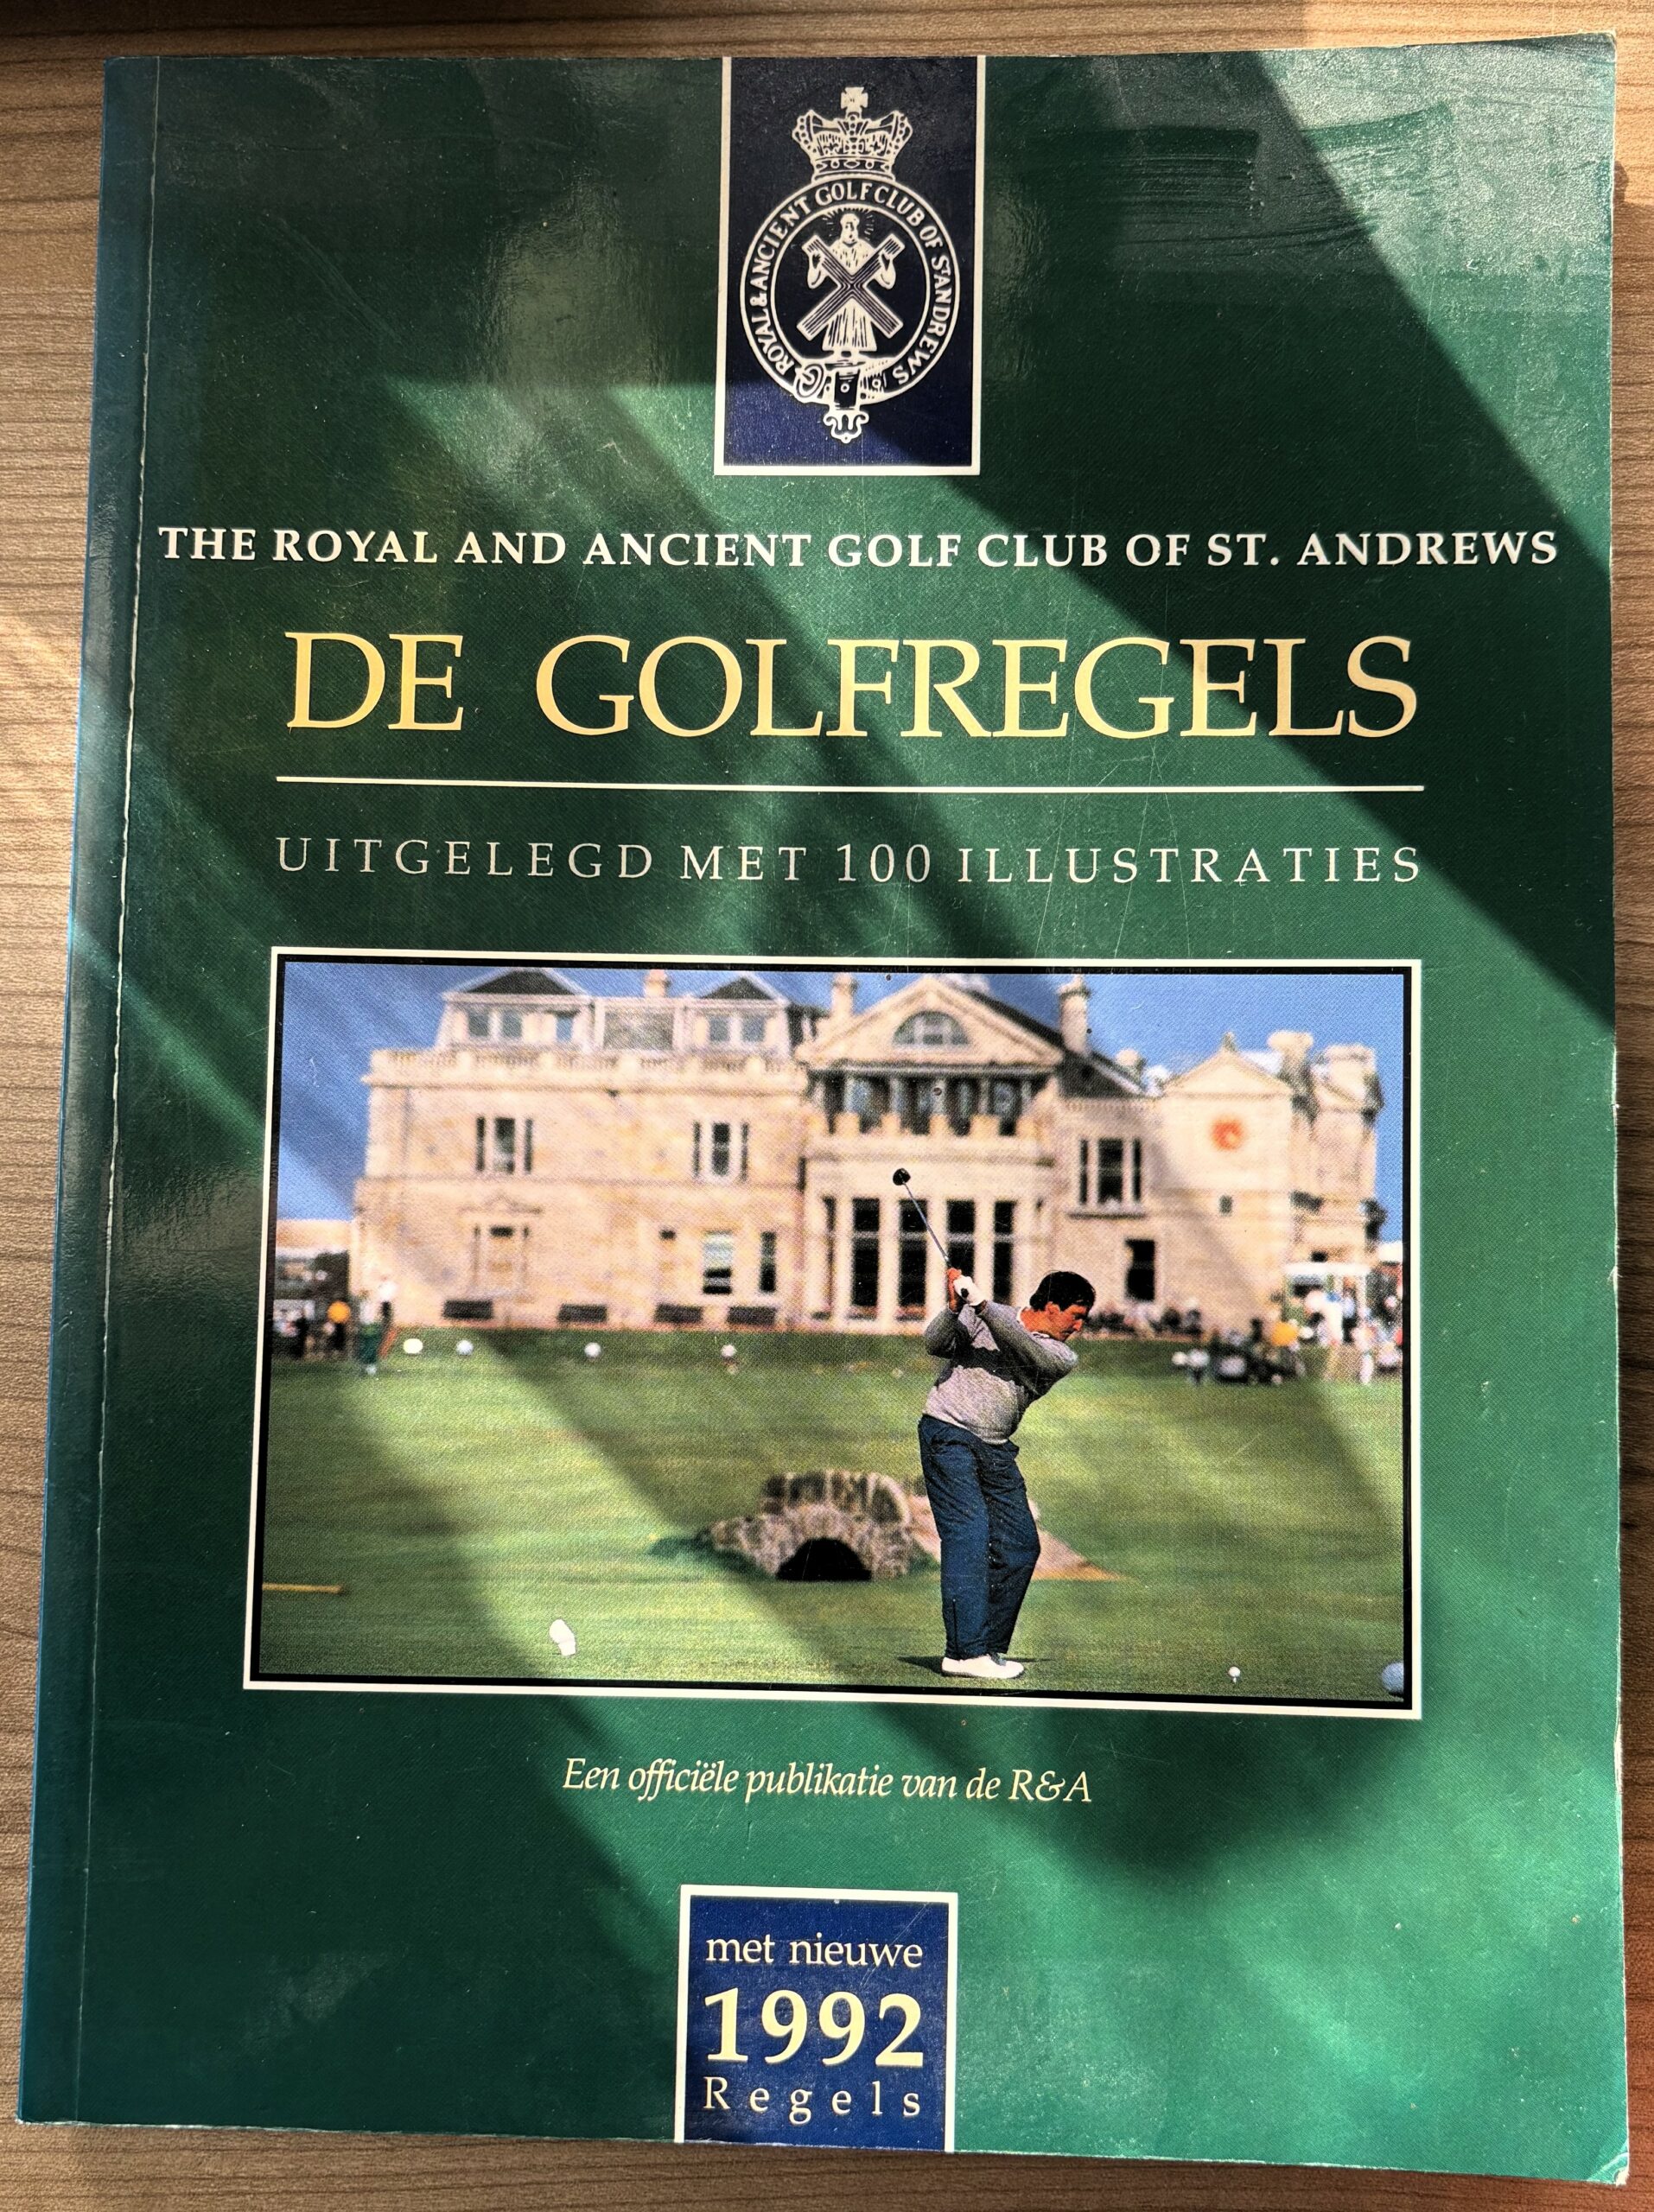 ROYAL & ANCIENT GOLF CLUB OF ST. ANDREWS
THE ROYAL AND ANCIENT GOLF CLUB OF ST. ANDREWS
DE GOLFREGELS
UITGELEGD MET 100 ILLUSTRATIES
Een officiële publikatie van de R&A
met nieuwe
1992
Regels